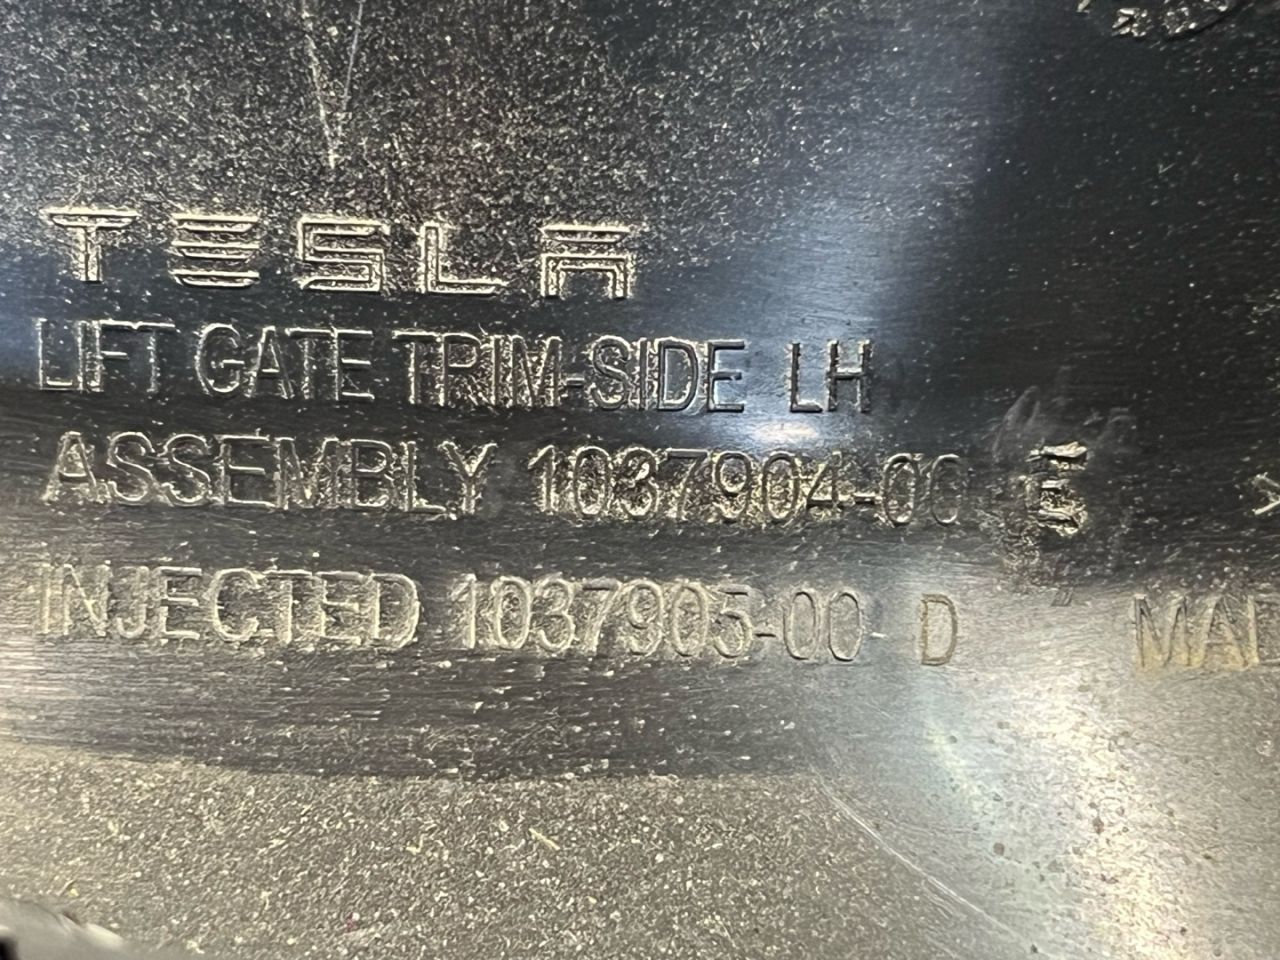 TESLA
LIFT GATE TRIM-SIDE LH
ASSEMBLY 1037904-00 E
INJECTED 1037905-00 D